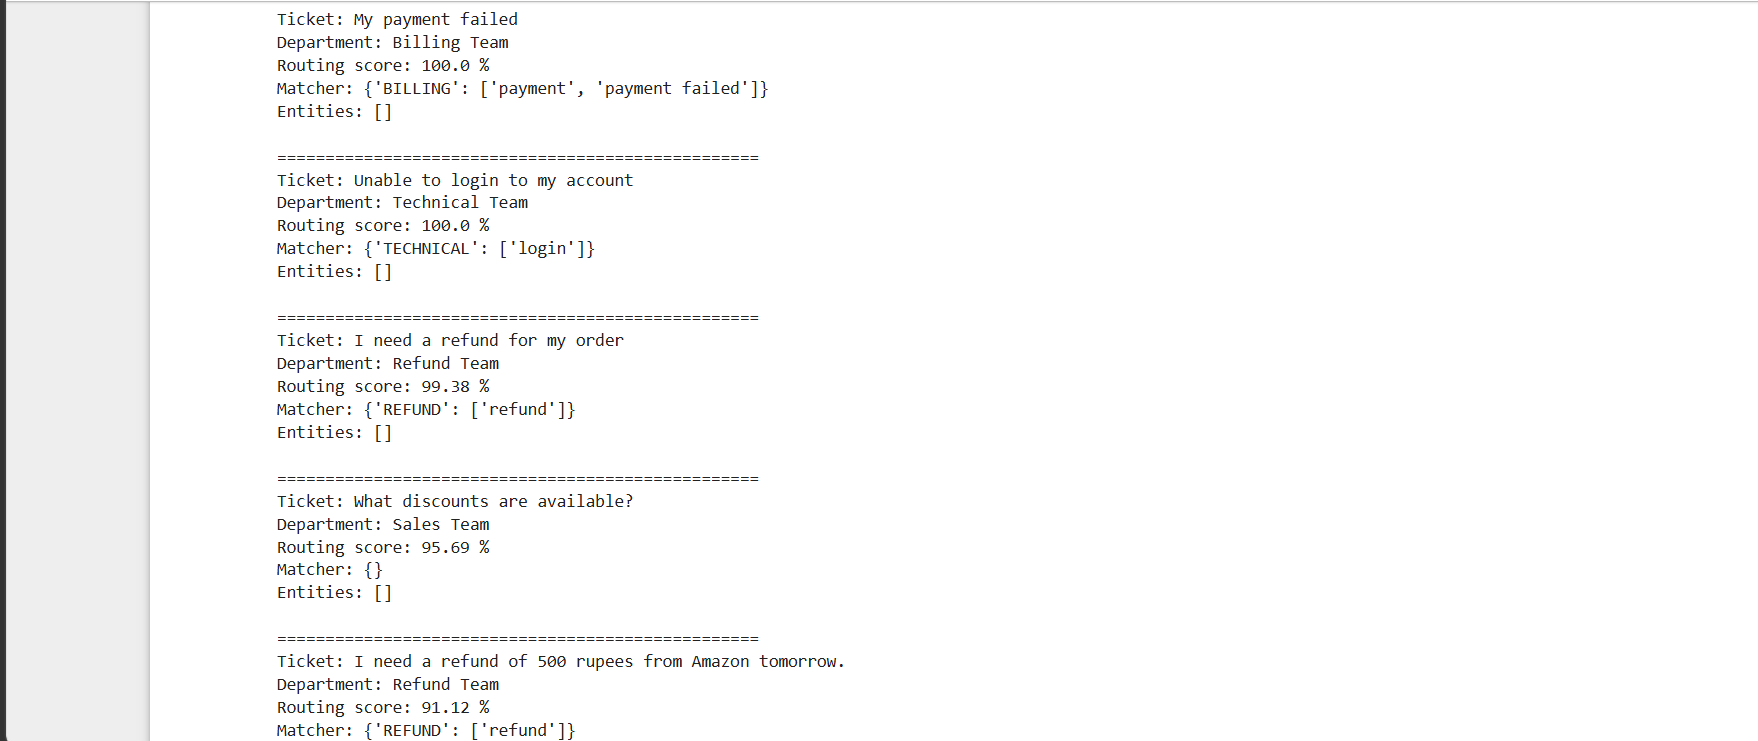 Ticket: My payment failed
Department: Billing Team
Routing score: 100.0 %
Matcher: {'BILLING': ['payment', 'payment failed']}
Entities: []
==================================================
Ticket: Unable to login to my account
Department: Technical Team
Routing score: 100.0 %
Matcher: {'TECHNICAL': ['login']}
Entities: []
==================================================
Ticket: I need a refund for my order
Department: Refund Team
Routing score: 99.38 %
Matcher: {'REFUND': ['refund']}
Entities: []
==================================================
Ticket: What discounts are available?
Department: Sales Team
Routing score: 95.69 %
Matcher: {}
Entities: []
==================================================
Ticket: I need a refund of 500 rupees from Amazon tomorrow.
Department: Refund Team
Routing score: 91.12 %
Matcher: {'REFUND': ['refund']}